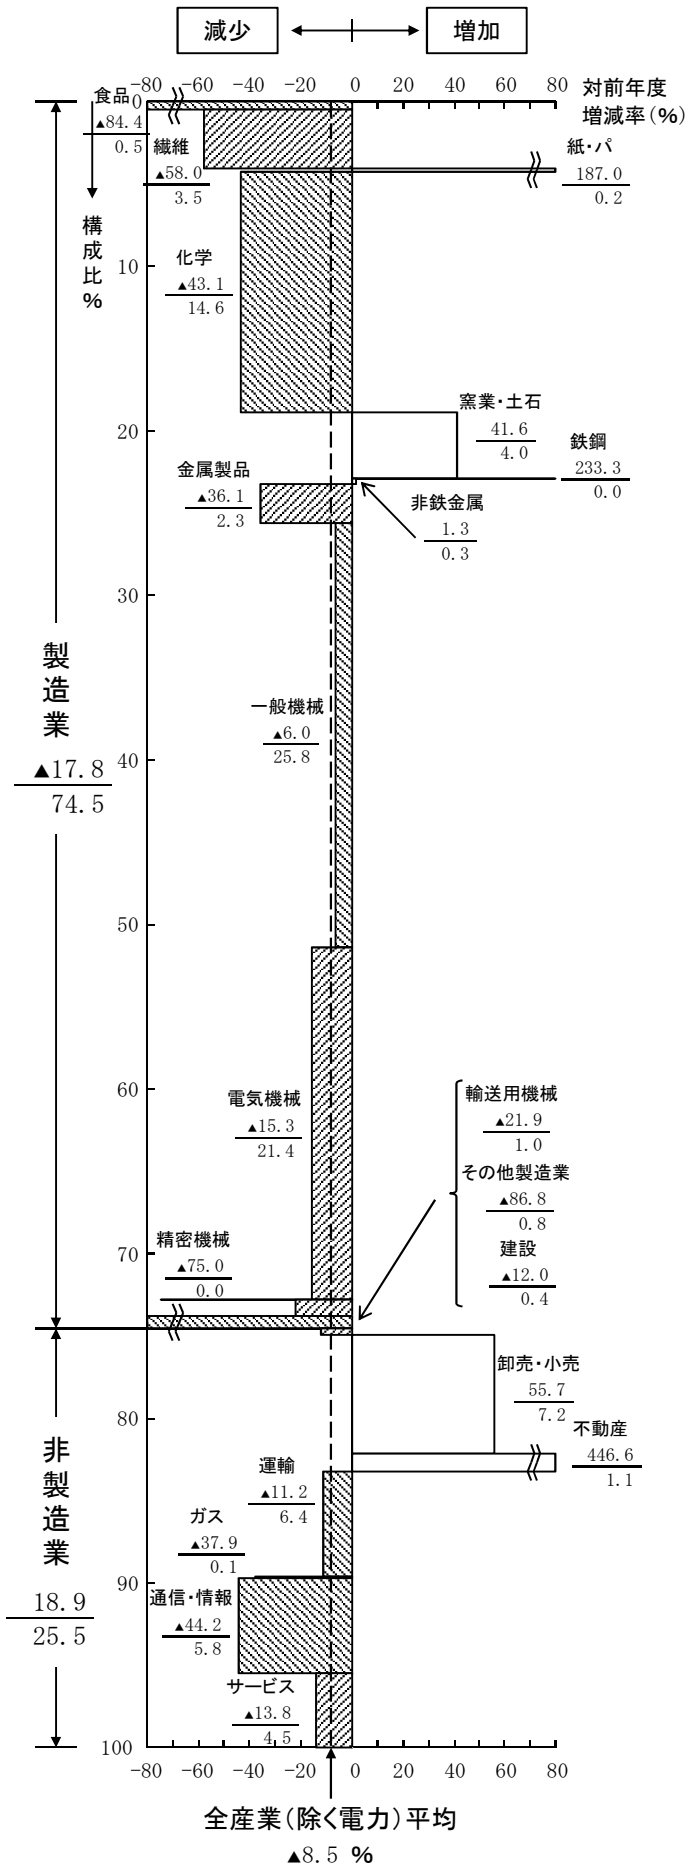 減少
増加
-80 -60 -40 -20 0 20 40 60 80
対前年度
増減率(%)
食品
▲84.4
0.5
繊維
▲58.0
3.5
紙・パ
187.0
0.2
構成比%
化学
▲43.1
14.6
窯業・土石
41.6
4.0
鉄鋼
233.3
0.0
金属製品
▲36.1
2.3
非鉄金属
1.3
0.3
0
10
20
30
40
50
60
70
80
90
100
製造業
▲17.8
74.5
一般機械
▲6.0
25.8
電気機械
▲15.3
21.4
輸送用機械
▲21.9
1.0
その他製造業
▲86.8
0.8
建設
▲12.0
0.4
精密機械
▲75.0
0.0
卸売・小売
55.7
7.2
不動産
446.6
1.1
非製造業
18.9
25.5
運輸
▲11.2
6.4
ガス
▲37.9
0.1
通信・情報
▲44.2
5.8
サービス
▲13.8
4.5
-80 -60 -40 -20 0 20 40 60 80
全産業(除く電力)平均
▲8.5 %